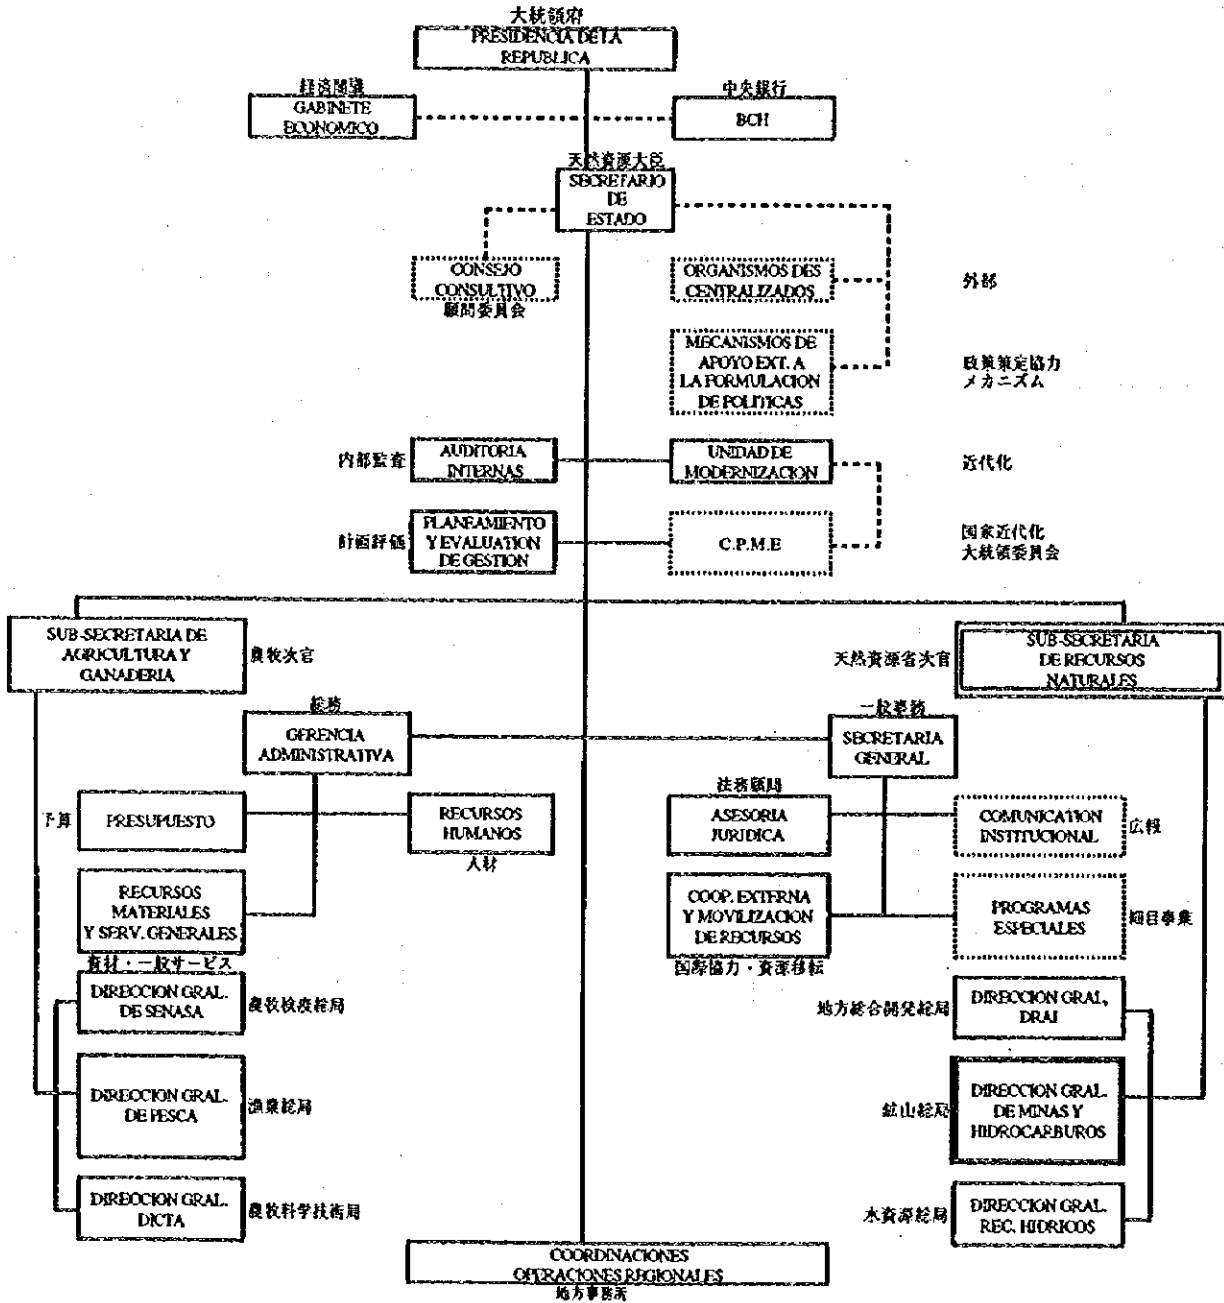 大統領府
PRESIDENCIA DE LA
REPUBLICA
経済閣議
GABINETE
ECONOMICO
中央銀行
BCH
天然資源大臣
SECRETARIO
DE
ESTADO
CONSEJO
CONSULTIVO
顧問委員会
ORGANISMOS DES
CENTRALIZADOS
外部
MECANISMOS DE
APOYO EXT. A
LA FORMULACION
DE POLITICAS
政策策定協力
メカニズム
内部監査
AUDITORIA
INTERNAS
UNIDAD DE
MODERNIZACION
近代化
計画評価
PLANEAMIENTO
Y EVALUATION
DE GESTION
C.P.M.E
国家近代化
大統領委員会
SUB-SECRETARIA DE
AGRICULTURA Y
GANADERIA
農牧次官
天然資源省次官
SUB-SECRETARIA
DE RECURSOS
NATURALES
総務
GERENCIA
ADMINISTRATIVA
一般事務
SECRETARIA
GENERAL
予算
PRESUPUESTO
RECURSOS
HUMANOS
人材
法務顧問
ASESORIA
JURIDICA
COMUNICATION
INSTITUCIONAL
広報
RECURSOS
MATERIALES
Y SERV. GENERALES
資材・一般サービス
COOP. EXTERNA
Y MOVILIZACION
DE RECURSOS
国際協力・資源移転
PROGRAMAS
ESPECIALES
細目事業
DIRECCION GRAL.
DE SENASA
農牧検疫総局
地方総合開発総局
DIRECCION GRAL,
DRAI
DIRECCION GRAL.
DE PESCA
漁業総局
鉱山総局
DIRECCION GRAL.
DE MINAS Y
HIDROCARBUROS
DIRECCION GRAL.
DICTA
農牧科学技術局
水資源総局
DIRECCION GRAL.
REC. HIDRICOS
COORDINACIONES
OPERACIONES REGIONALES
地方事務所